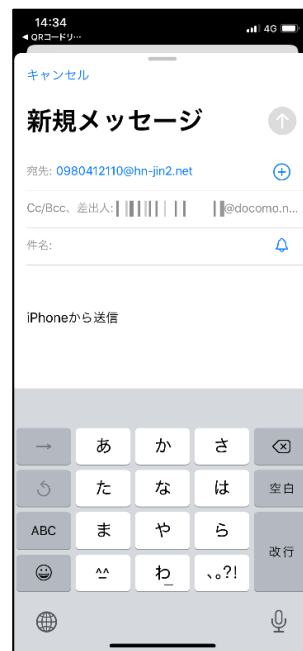 14:34
4G
◀ QRコードリ…
キャンセル
新規メッセージ
宛先: 0980412110@hn-jin2.net
Cc/Bcc、差出人: @docomo.n...
件名:
iPhoneから送信
→ あ か さ
た な は 空白
ABC ま や ら
改行
^^ わ_ 、。?!